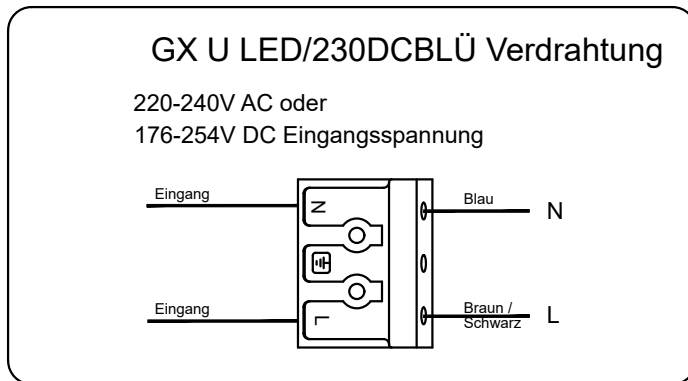 GX U LED/230DCBLÜ Verdrahtung
220-240V AC oder
176-254V DC Eingangsspannung
Eingang
N
Blau
N
Eingang
L
Braun /
Schwarz
L